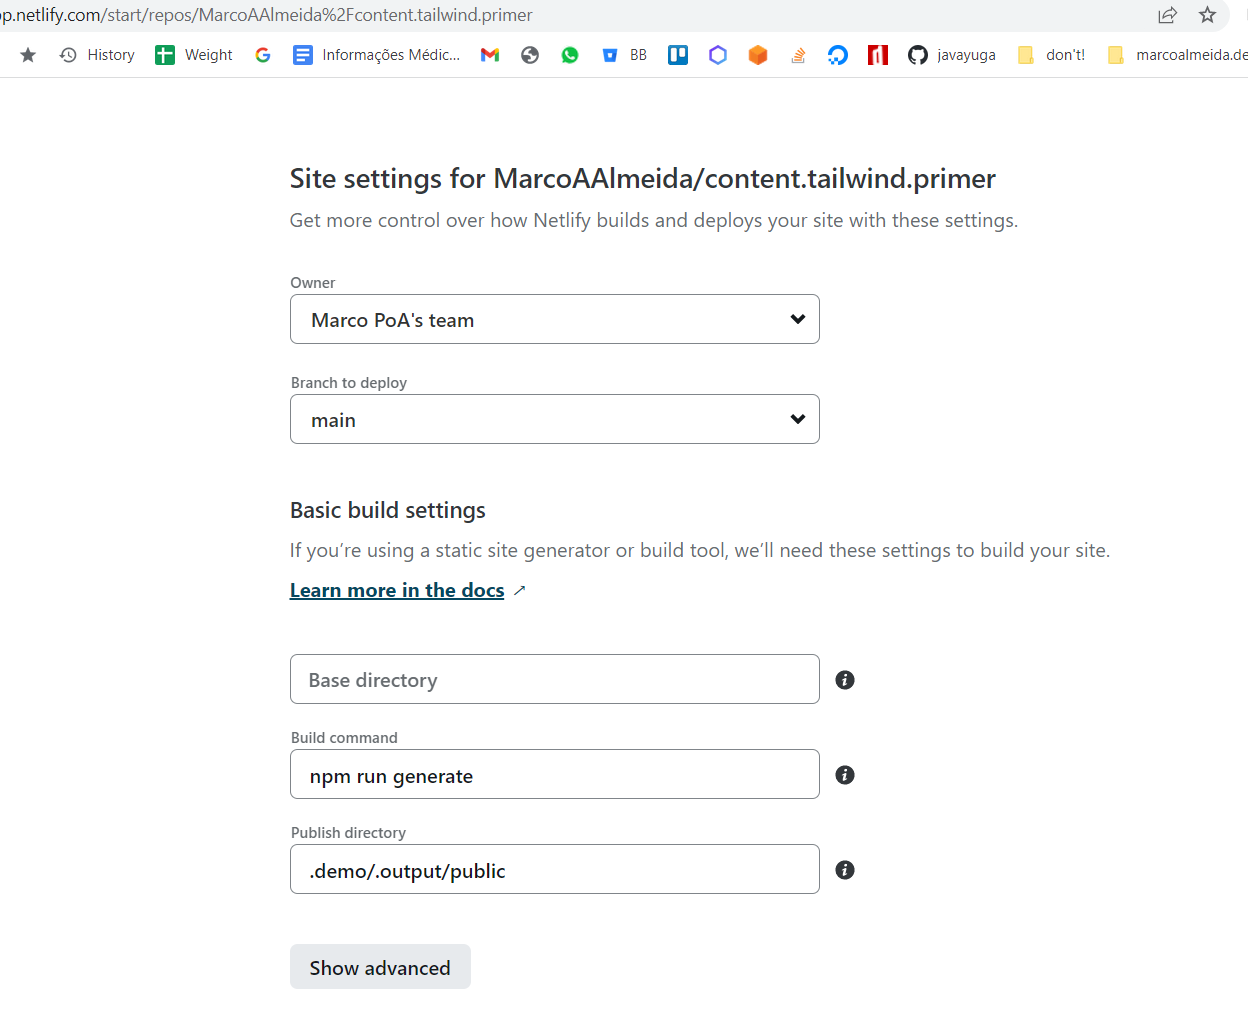 p.netlify.com/start/repos/MarcoAAlmeida%2Fcontent.tailwind.primer
History Weight Informações Médic... BB javayuga don't! marcoalmeida.de
Site settings for MarcoAAlmeida/content.tailwind.primer
Get more control over how Netlify builds and deploys your site with these settings.
Owner
Marco PoA's team
Branch to deploy
main
Basic build settings
If you’re using a static site generator or build tool, we’ll need these settings to build your site.
Learn more in the docs ↗
Base directory
Build command
npm run generate
Publish directory
.demo/.output/public
Show advanced